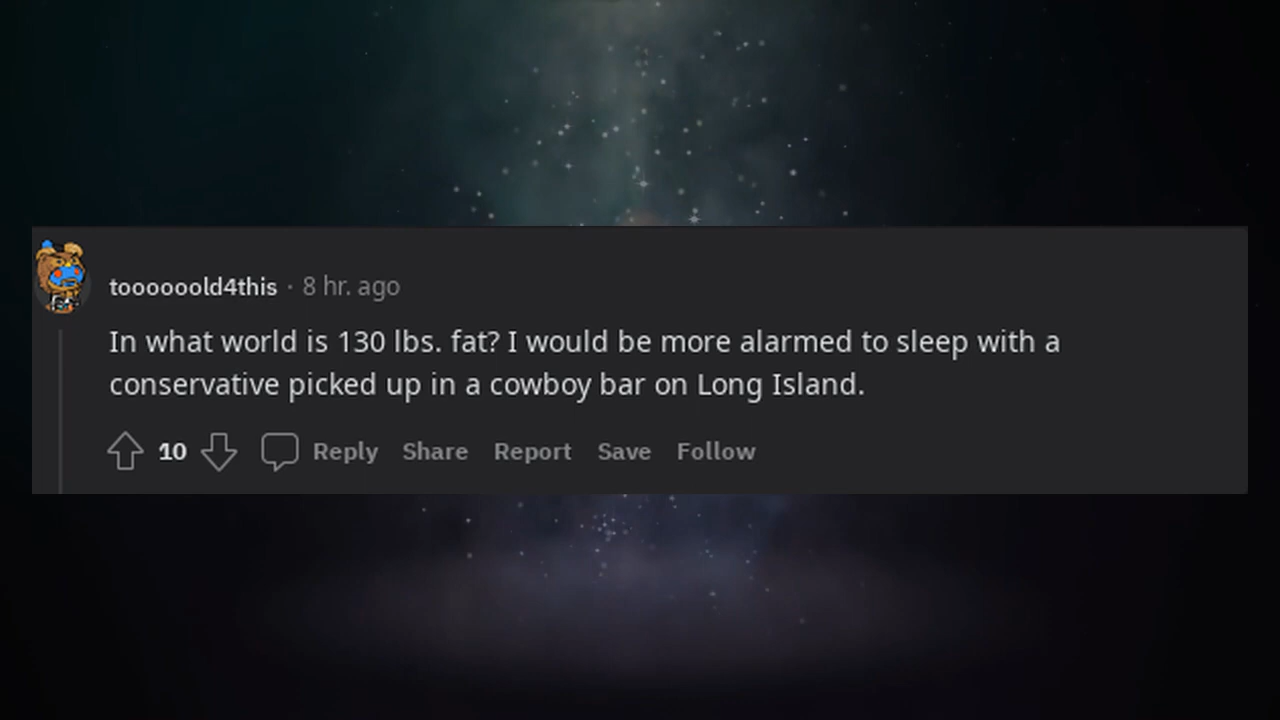 toooooold4this · 8 hr. ago
In what world is 130 lbs. fat? I would be more alarmed to sleep with a
conservative picked up in a cowboy bar on Long Island.
10 Reply Share Report Save Follow